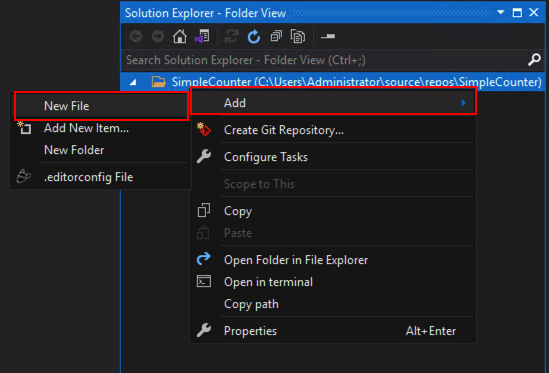 Solution Explorer - Folder View
Search Solution Explorer - Folder View (Ctrl+;)
SimpleCounter (C:\Users\Administrator\source\repos\SimpleCounter)
New File
Add New Item...
New Folder
.editorconfig File
Add
Create Git Repository...
Configure Tasks
Scope to This
Copy
Paste
Open Folder in File Explorer
Open in terminal
Copy path
Properties Alt+Enter